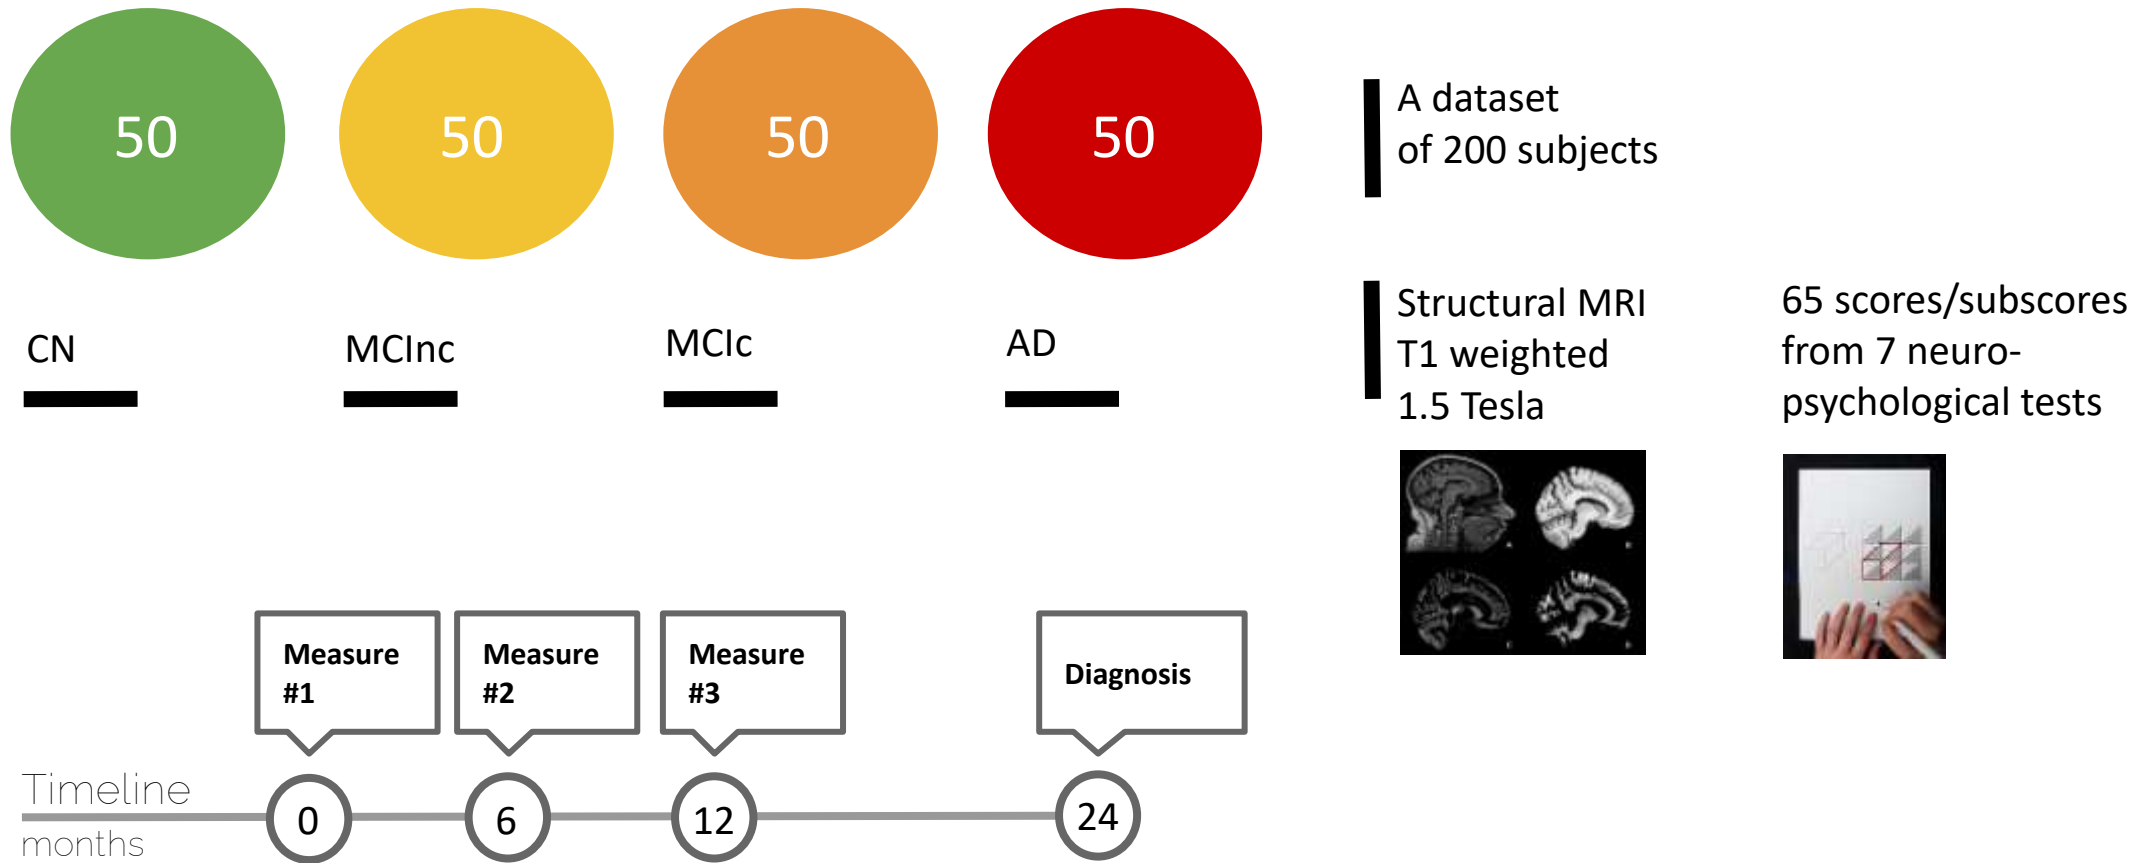 50
50
50
50
A dataset
of 200 subjects
CN
MCInc
MCIc
AD
Structural MRI
T1 weighted
1.5 Tesla
65 scores/subscores
from 7 neuro-
psychological tests
Measure
#1
Measure
#2
Measure
#3
Diagnosis
Timeline
months
0
6
12
24